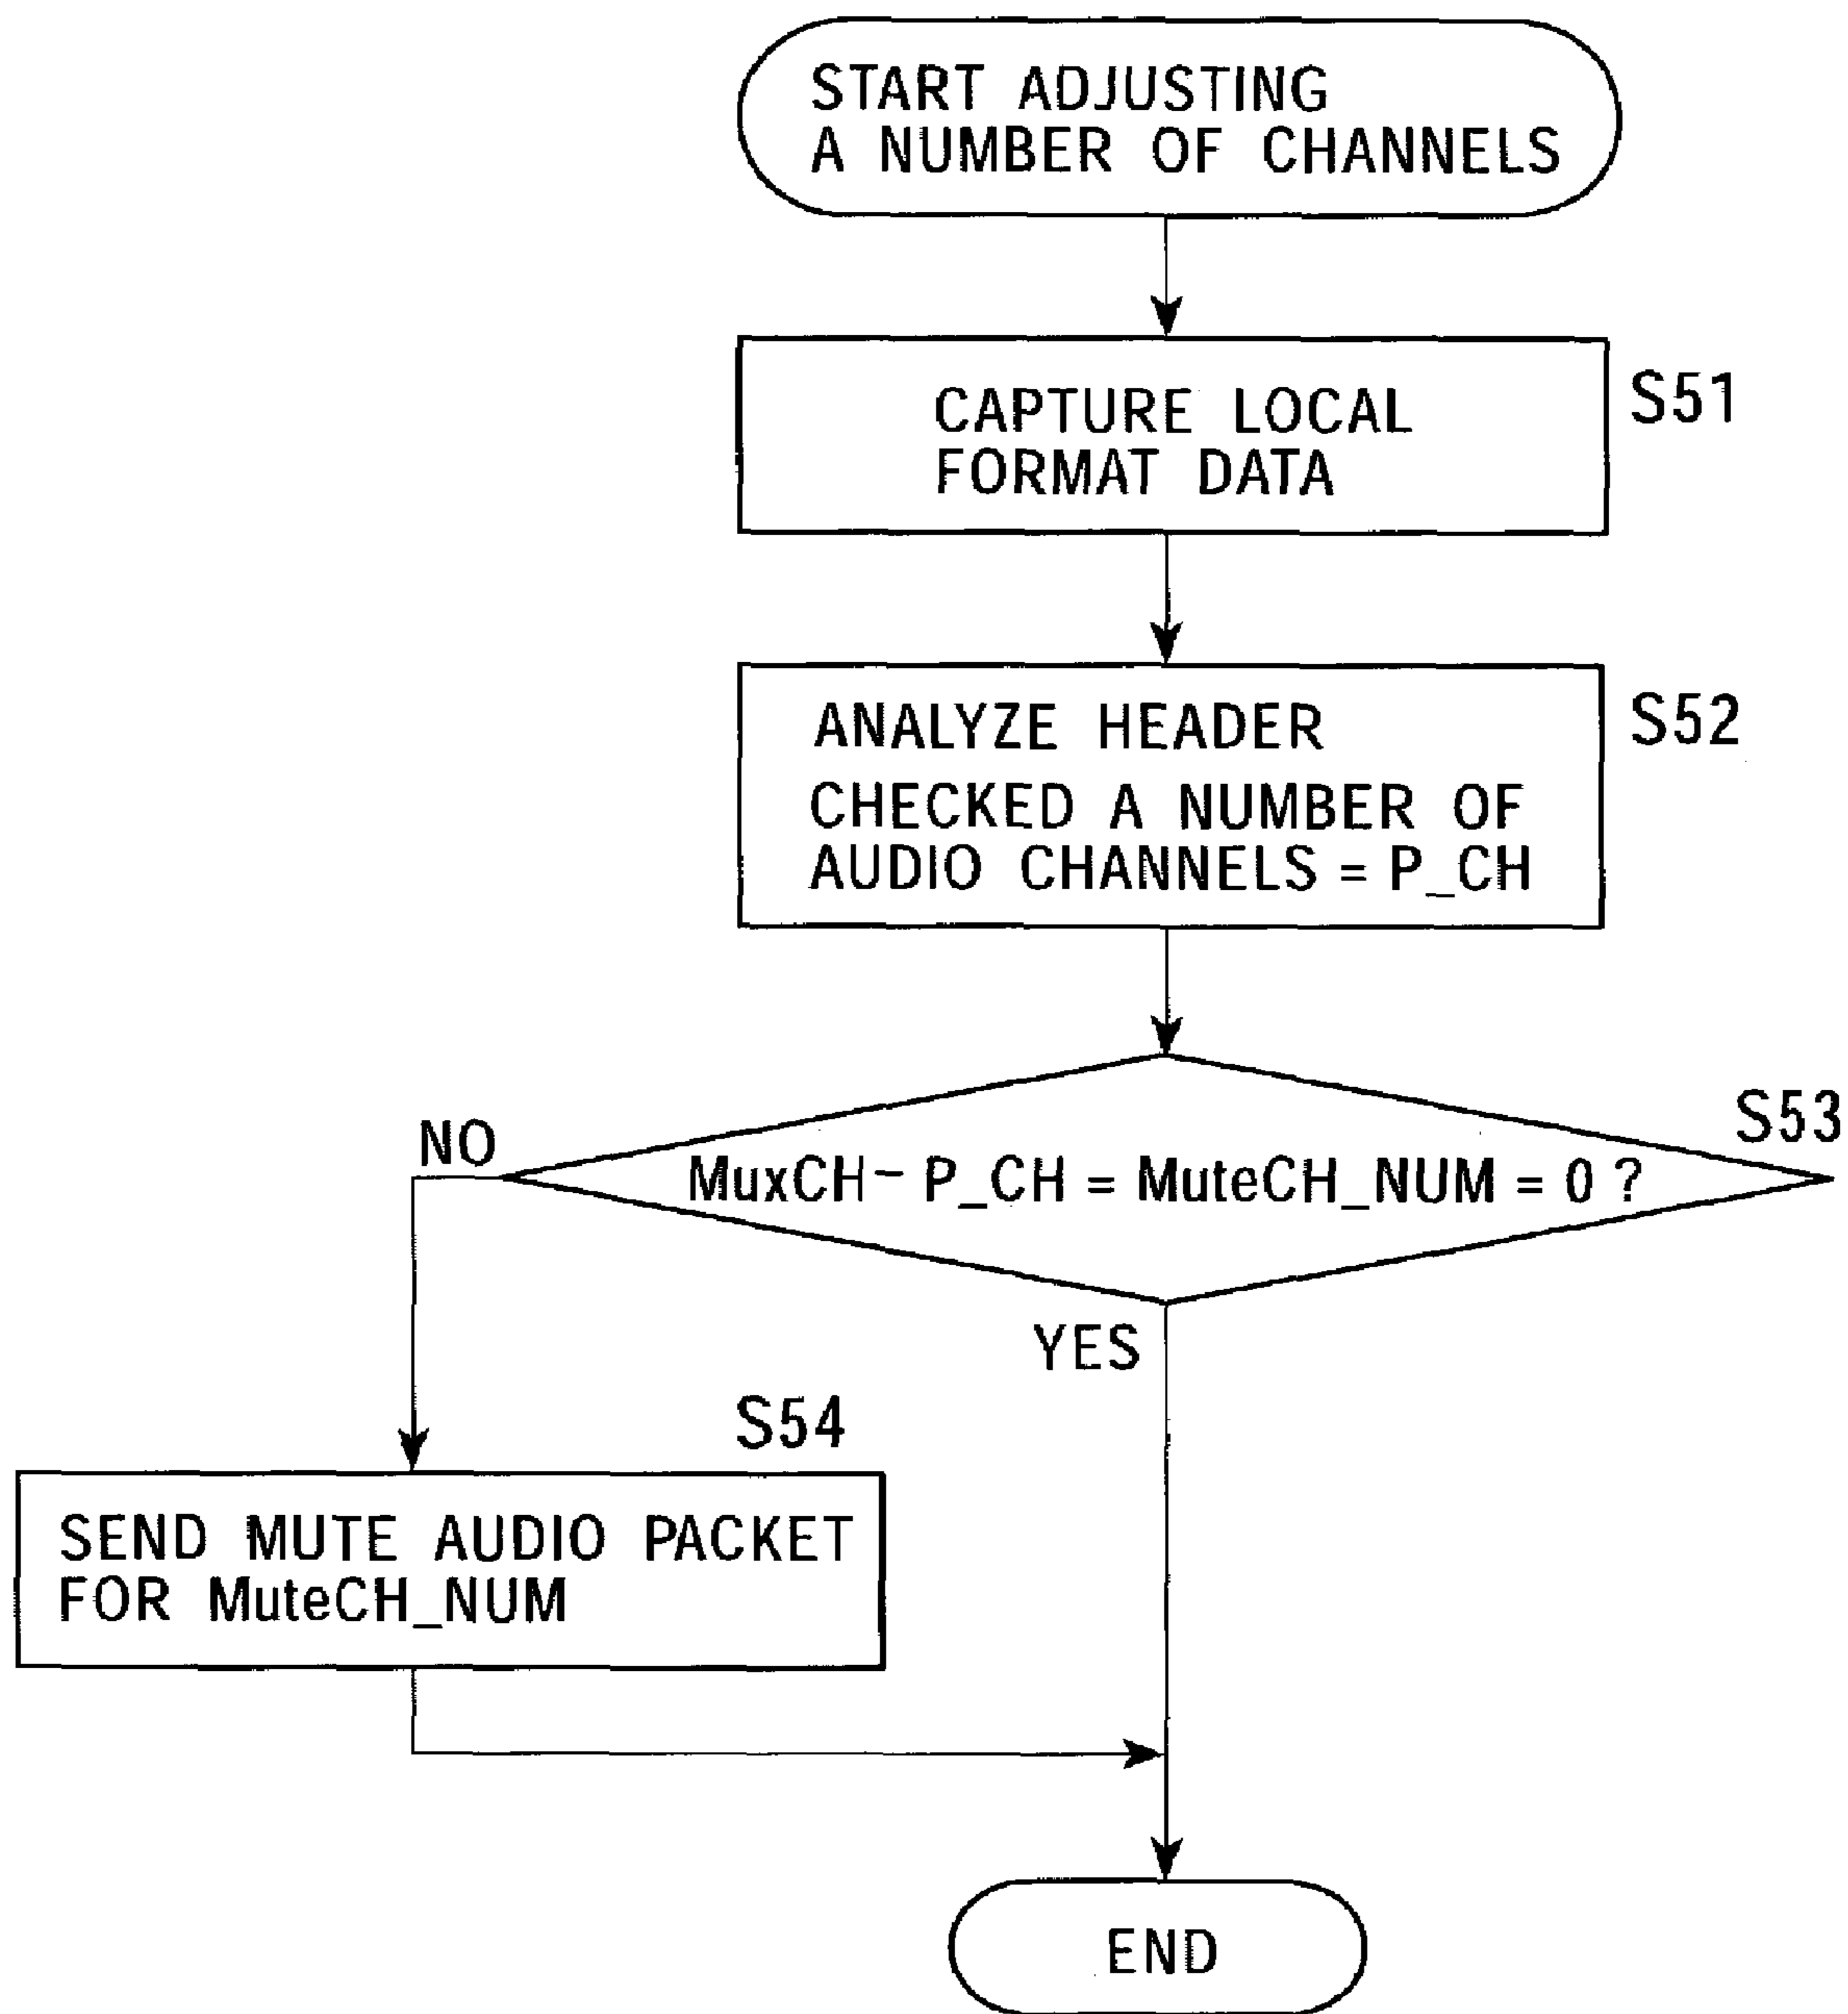 START ADJUSTING
A NUMBER OF CHANNELS
CAPTURE LOCAL
FORMAT DATA
S51
ANALYZE HEADER
CHECKED A NUMBER OF
AUDIO CHANNELS = P_CH
S52
S53
NO
MuxCH - P_CH = MuteCH_NUM = 0 ?
YES
S54
SEND MUTE AUDIO PACKET
FOR MuteCH_NUM
END